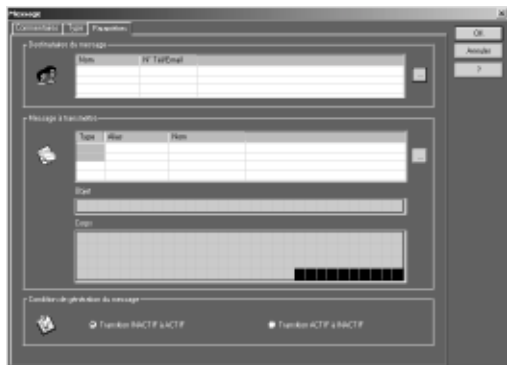 Message
Commentaires Type Paramètres
OK
Annuler
?
Destinataires du message
Nom N° Tel/Email
...
Message à transmettre
Type Alias Nom
...
Objet
Corps
Condition de génération du message
Transition INACTIF à ACTIF Transition ACTIF à INACTIF